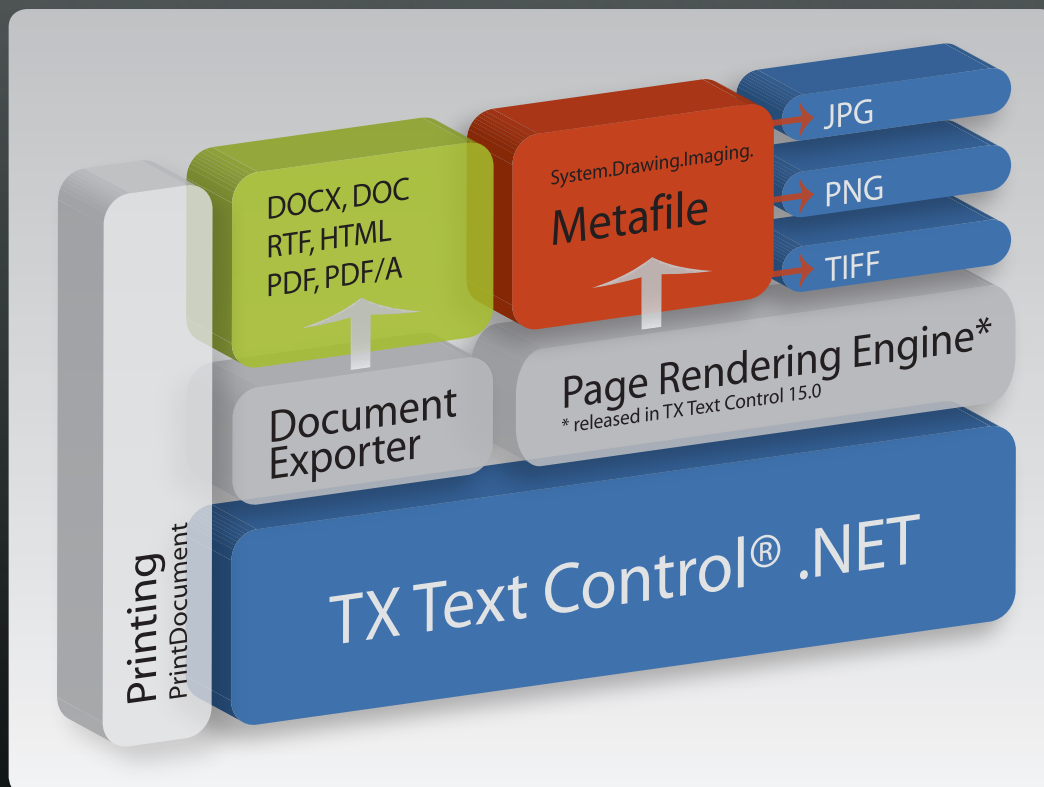 JPG
PNG
TIFF
System.Drawing.Imaging.
Metafile
DOCX, DOC
RTF, HTML
PDF, PDF/A
Page Rendering Engine*
* released in TX Text Control 15.0
Document
Exporter
TX Text Control® .NET
Printing
PrintDocument